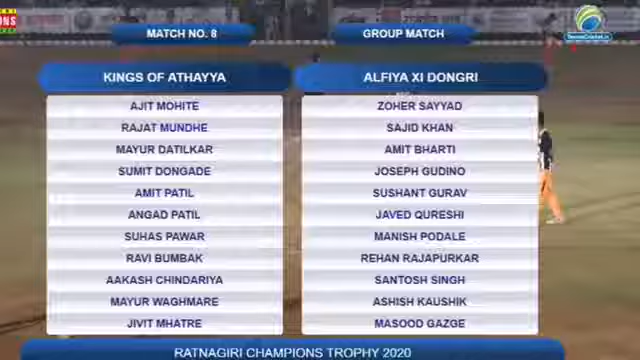 MATCH NO. 8
GROUP MATCH
KINGS OF ATHAYYA
AJIT MOHITE
RAJAT MUNDHE
MAYUR DATILKAR
SUMIT DONGADE
AMIT PATIL
ANGAD PATIL
SUHAS PAWAR
RAVI BUMBAK
AAKASH CHINDARIYA
MAYUR WAGHMARE
JIVIT MHATRE
ALFIYA XI DONGRI
ZOHER SAYYAD
SAJID KHAN
AMIT BHARTI
JOSEPH GUDINO
SUSHANT GURAV
JAVED QURESHI
MANISH PODALE
REHAN RAJAPURKAR
SANTOSH SINGH
ASHISH KAUSHIK
MASOOD GAZGE
RATNAGIRI CHAMPIONS TROPHY 2020
TennisCricket.in